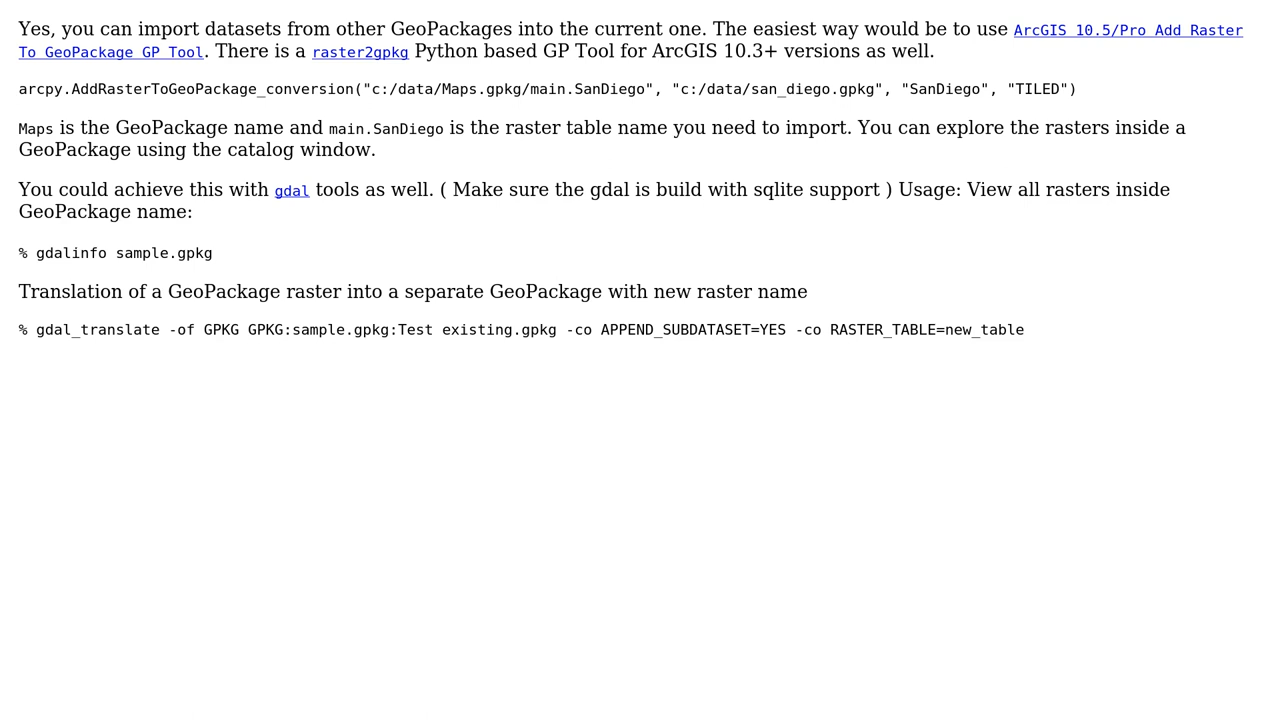 Yes, you can import datasets from other GeoPackages into the current one. The easiest way would be to use ArcGIS 10.5/Pro Add Raster
To GeoPackage GP Tool. There is a raster2gpkg Python based GP Tool for ArcGIS 10.3+ versions as well.
arcpy.AddRasterToGeoPackage_conversion("c:/data/Maps.gpkg/main.SanDiego", "c:/data/san_diego.gpkg", "SanDiego", "TILED")
Maps is the GeoPackage name and main.SanDiego is the raster table name you need to import. You can explore the rasters inside a
GeoPackage using the catalog window.
You could achieve this with gdal tools as well. ( Make sure the gdal is build with sqlite support ) Usage: View all rasters inside
GeoPackage name:
% gdalinfo sample.gpkg
Translation of a GeoPackage raster into a separate GeoPackage with new raster name
% gdal_translate -of GPKG GPKG:sample.gpkg:Test existing.gpkg -co APPEND_SUBDATASET=YES -co RASTER_TABLE=new_table